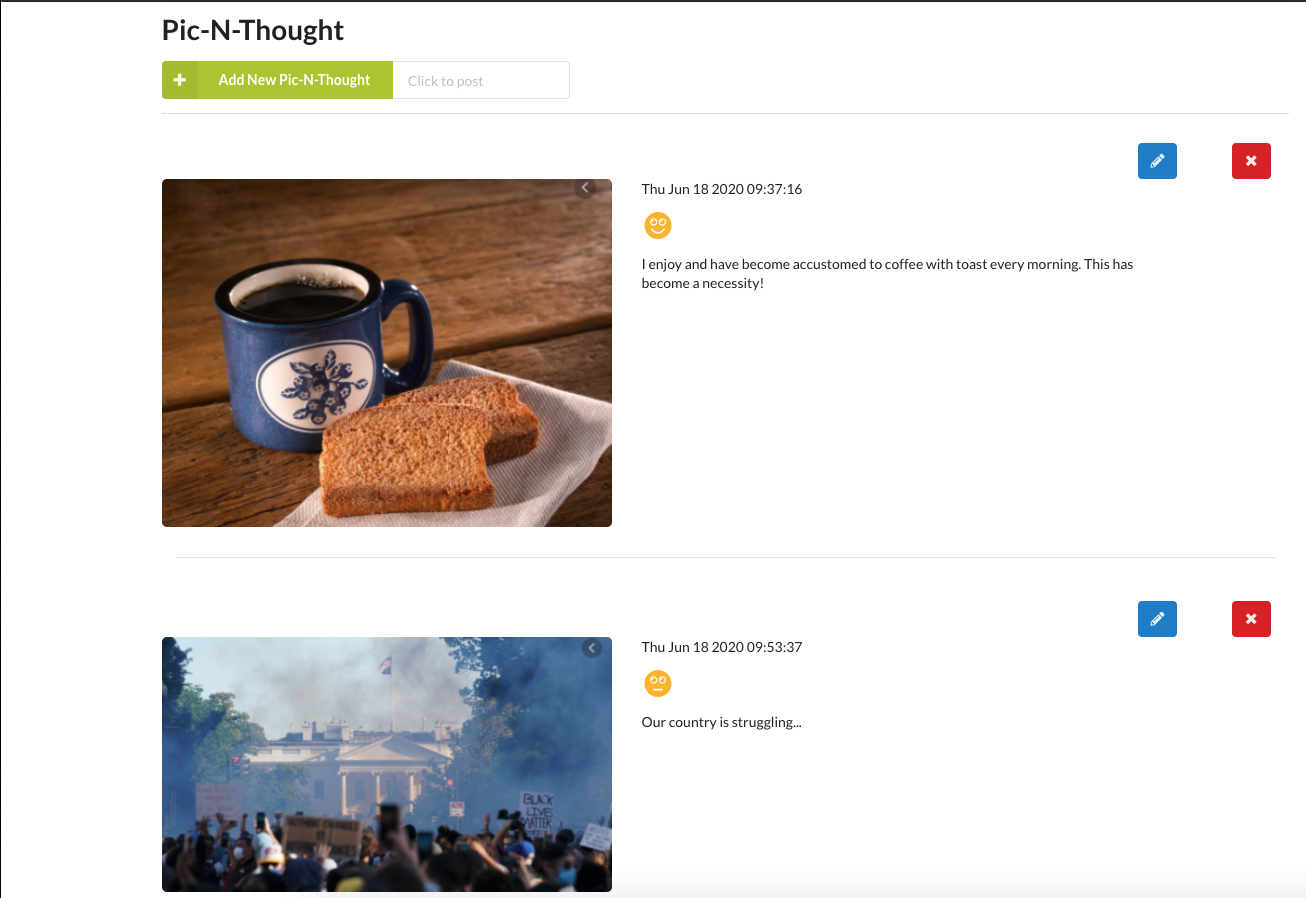 Pic-N-Thought
Add New Pic-N-Thought
Click to post
Thu Jun 18 2020 09:37:16
I enjoy and have become accustomed to coffee with toast every morning. This has
become a necessity!
Thu Jun 18 2020 09:53:37
Our country is struggling...
BLACK
LIVES
MATTER